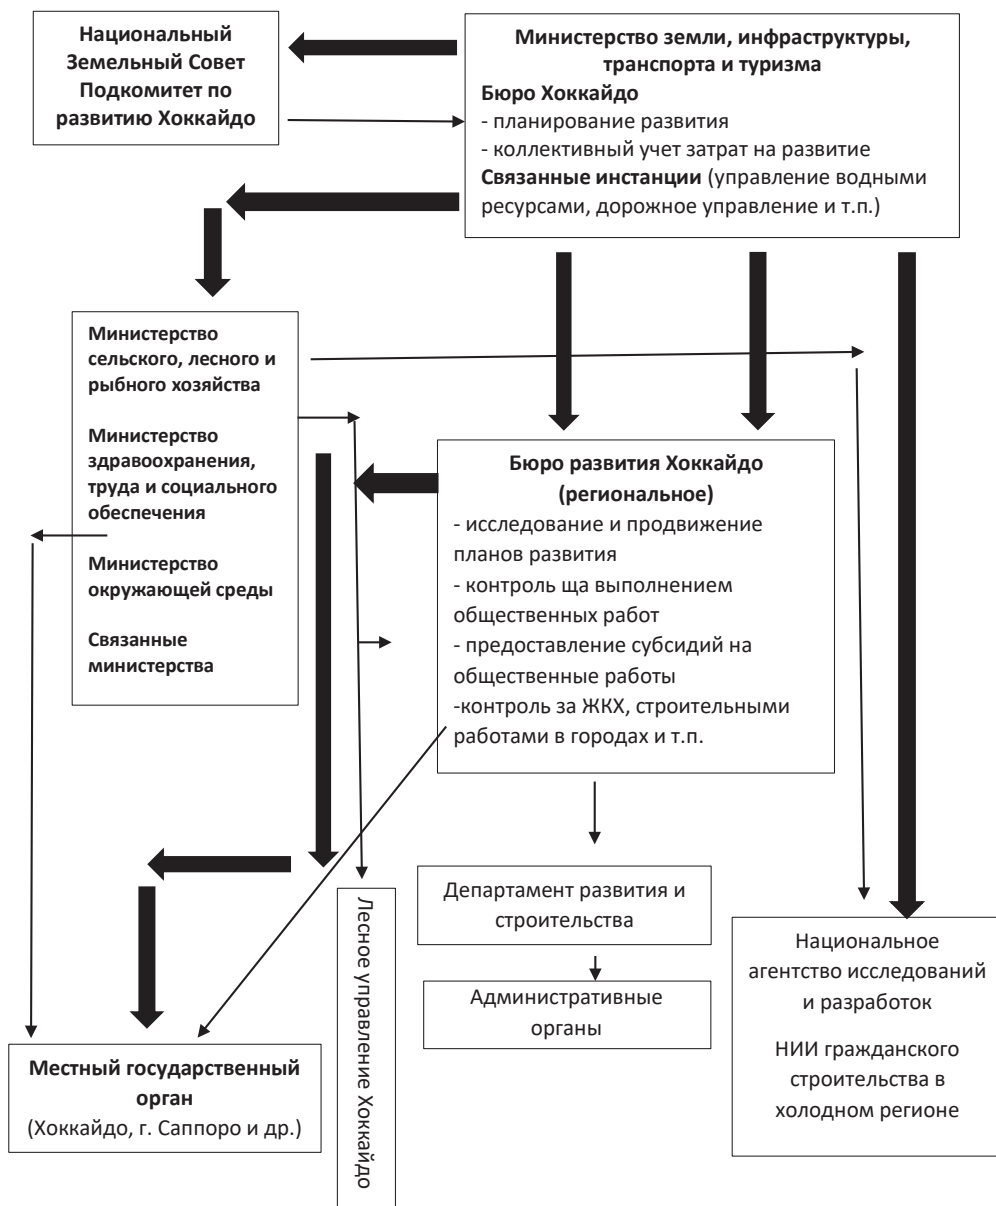 Национальный
Земельный Совет
Подкомитет по
развитию Хоккайдо
Министерство земли, инфраструктуры,
транспорта и туризма
Бюро Хоккайдо
- планирование развития
- коллективный учет затрат на развитие
Связанные инстанции (управление водными
ресурсами, дорожное управление и т.п.)
Министерство
сельского, лесного и
рыбного хозяйства
Министерство
здравоохранения,
труда и социального
обеспечения
Министерство
окружающей среды
Связанные
министерства
Бюро развития Хоккайдо
(региональное)
- исследование и продвижение
планов развития
- контроль ща выполнением
общественных работ
- предоставление субсидий на
общественные работы
-контроль за ЖКХ, строительными
работами в городах и т.п.
Департамент развития и
строительства
Административные
органы
Лесное управление Хоккайдо
Национальное
агентство исследований
и разработок
НИИ гражданского
строительства в
холодном регионе
Местный государственный
орган
(Хоккайдо, г. Саппоро и др.)